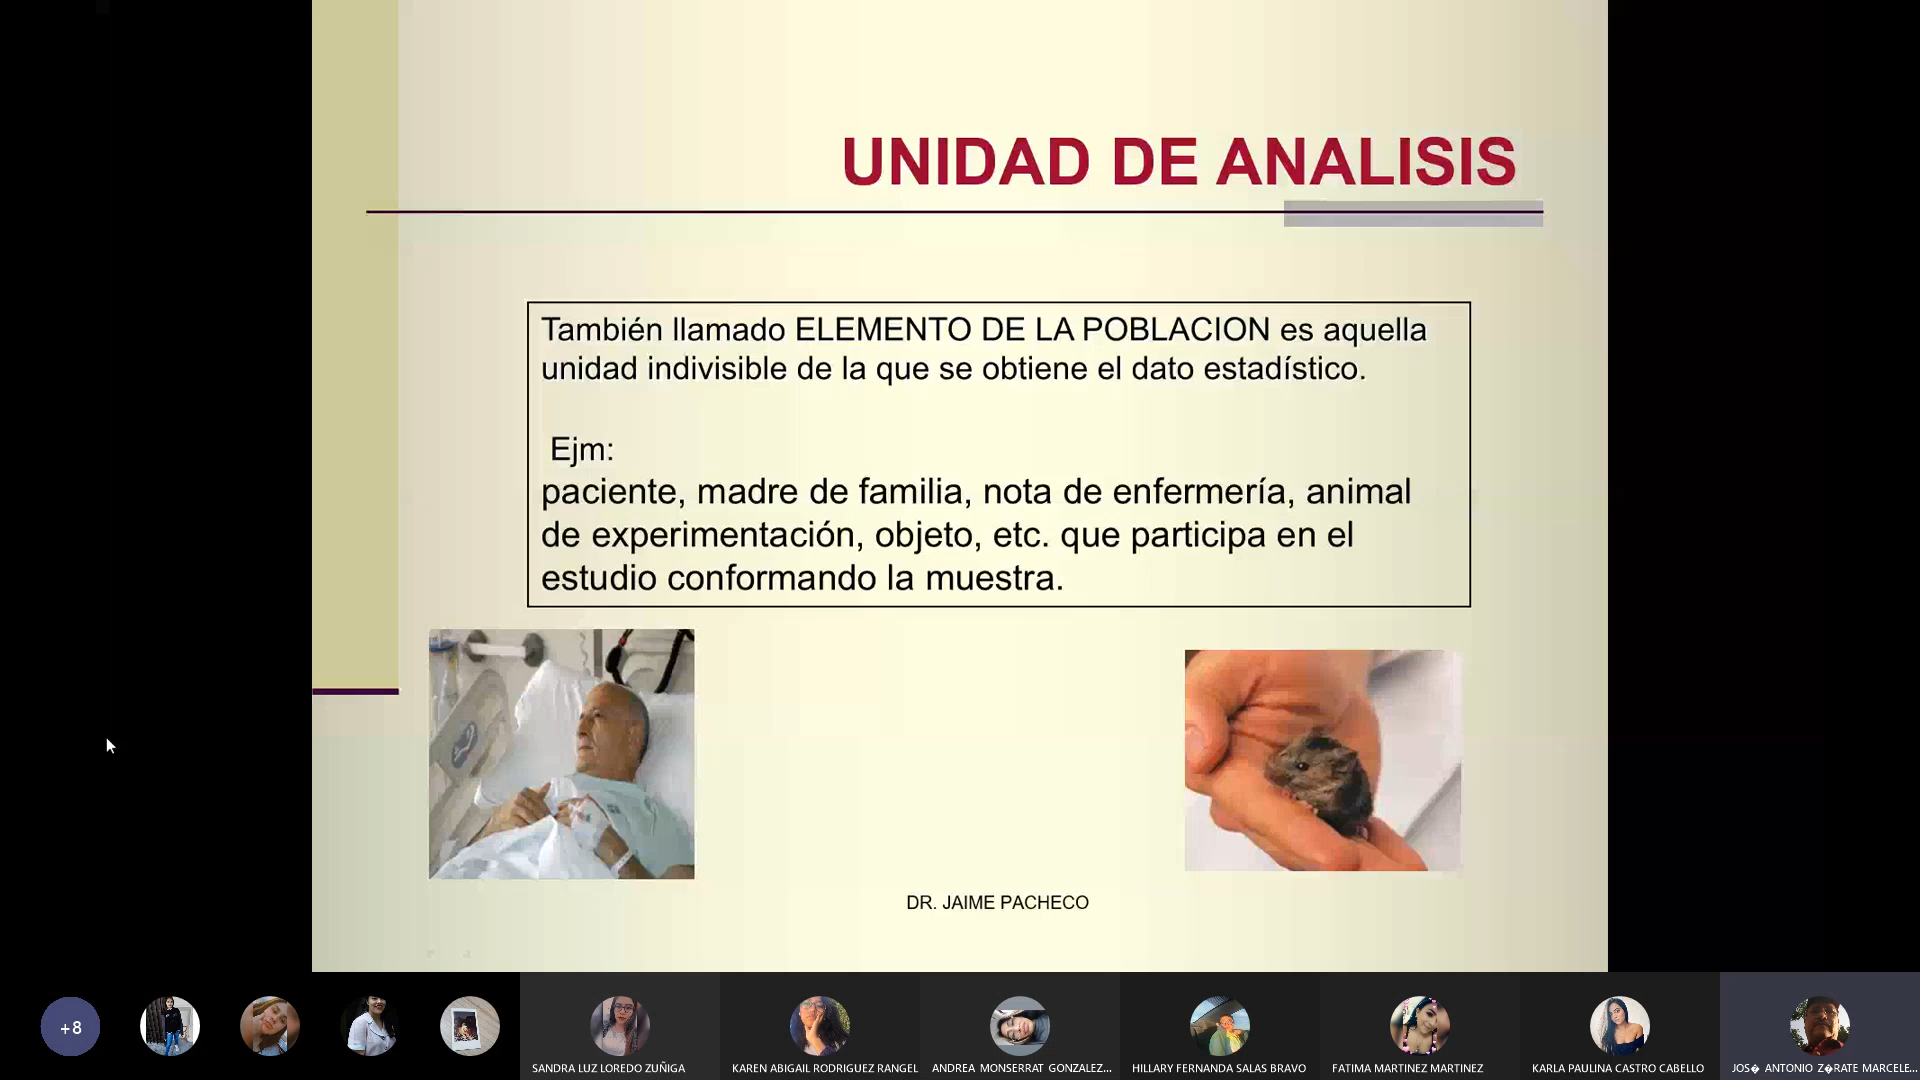 UNIDAD DE ANALISIS
También llamado ELEMENTO DE LA POBLACION es aquella
unidad indivisible de la que se obtiene el dato estadístico.
Ejm:
paciente, madre de familia, nota de enfermería, animal
de experimentación, objeto, etc. que participa en el
estudio conformando la muestra.
DR. JAIME PACHECO
+8
SANDRA LUZ LOREDO ZUÑIGA
KAREN ABIGAIL RODRIGUEZ RANGEL
ANDREA MONSERRAT GONZALEZ...
HILLARY FERNANDA SALAS BRAVO
FATIMA MARTINEZ MARTINEZ
KARLA PAULINA CASTRO CABELLO
JOS� ANTONIO Z�RATE MARCELE...